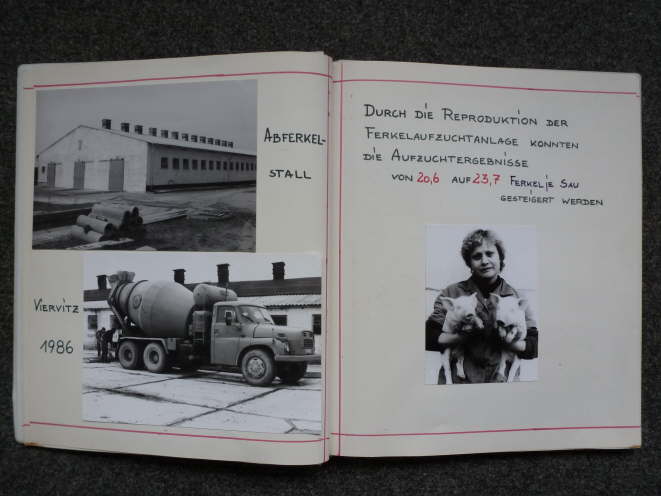 ABFERKEL-
STALL
VIERVITZ
1986
DURCH DIE REPRODUKTION DER
FERKELAUFZUCHTANLAGE KONNTEN
DIE AUFZUCHTERGEBNISSE
VON 20,6 AUF 23,7 FERKEL JE SAU
GESTEIGERT WERDEN